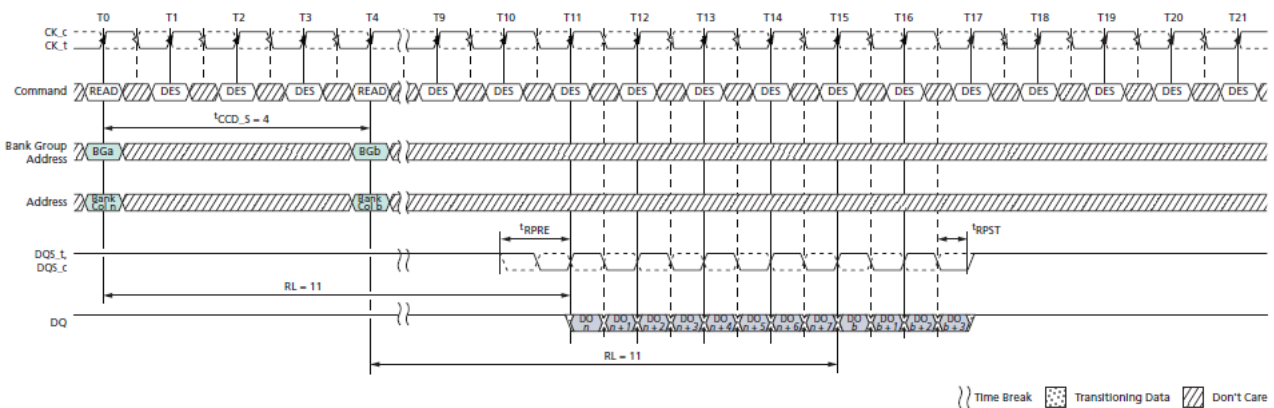 T0 T1 T2 T3 T4 T9 T10 T11 T12 T13 T14 T15 T16 T17 T18 T19 T20 T21
CK_c
CK_t
Command READ DES DES DES READ DES DES DES DES DES DES DES DES DES DES DES DES DES
tCCD_S = 4
Bank Group
Address BGa BGb
Address Bank
Col n Bank
Col b
tRPRE tRPST
DQS_t,
DQS_c
RL = 11
DQ DO
n DO
n + 1 DO
n + 2 DO
n + 3 DO
n + 4 DO
n + 5 DO
n + 6 DO
n + 7 DO
b DO
b + 1 DO
b + 2 DO
b + 3
RL = 11
Time Break Transitioning Data Don't Care